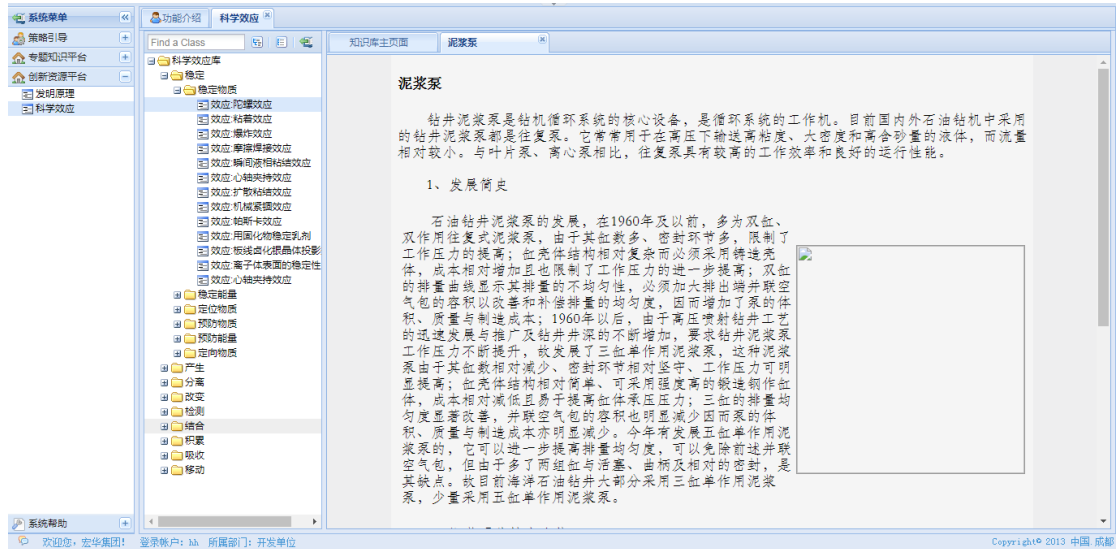 系统菜单
策略引导
专题知识平台
创新资源平台
发明原理
科学效应
系统帮助
功能介绍
科学效应
Find a Class
科学效应库
稳定
稳定物质
效应:陀螺效应
效应:粘着效应
效应:爆炸效应
效应:摩擦焊接效应
效应:瞬间液相粘结效应
效应:心轴夹持效应
效应:扩散粘结效应
效应:机械紧锢效应
效应:帕斯卡效应
效应:用固化物稳定乳剂
效应:板线卤化银晶体投影
效应:离子体表面的稳定性
效应:心轴夹持效应
稳定能量
定位物质
预防物质
预防能量
定向物质
产生
分离
改变
检测
结合
积累
吸收
移动
知识库主页面
泥浆泵
泥浆泵
钻井泥浆泵是钻机循环系统的核心设备，是循环系统的工作机。目前国内外石油钻机中采用
的钻井泥浆泵都是往复泵。它常常用于在高压下输送高粘度、大密度和高含砂量的液体，而流量
相对较小。与叶片泵、离心泵相比，往复泵具有较高的工作效率和良好的运行性能。
1、发展简史
石油钻井泥浆泵的发展，在1960年及以前，多为双缸、
双作用往复式泥浆泵，由于其缸数多、密封环节多，限制了
工作压力的提高；缸壳体结构相对复杂而必须采用铸造壳
体，成本相对增加且也限制了工作压力的进一步提高；双缸
的排量曲线显示其排量的不均匀性，必须加大排出端并联空
气包的容积以改善和补偿排量的均匀度，因而增加了泵的体
积、质量与制造成本；1960年以后，由于高压喷射钻井工艺
的迅速发展与推广及钻井井深的不断增加，要求钻井泥浆泵
工作压力不断提升，故发展了三缸单作用泥浆泵，这种泥浆
泵由于其缸数相对减少、密封环节相对坚守、工作压力可明
显提高；缸壳体结构相对简单、可采用强度高的锻造钢作缸
体，成本相对减低且易于提高缸体承压压力；三缸的排量均
匀度显著改善，并联空气包的容积也明显减少因而泵的体
积、质量与制造成本亦明显减少。今年有发展五缸单作用泥
浆泵的，它可以进一步提高排量均匀度，可以免除前述并联
空气包，但由于多了两组缸与活塞、曲柄及相对的密封，是
其缺点。故目前海洋石油钻井大部分采用三缸单作用泥浆
泵，少量采用五缸单作用泥浆泵。
欢迎您，宏华集团! 登录帐户: hh 所属部门: 开发单位
Copyright© 2013 中国 成都